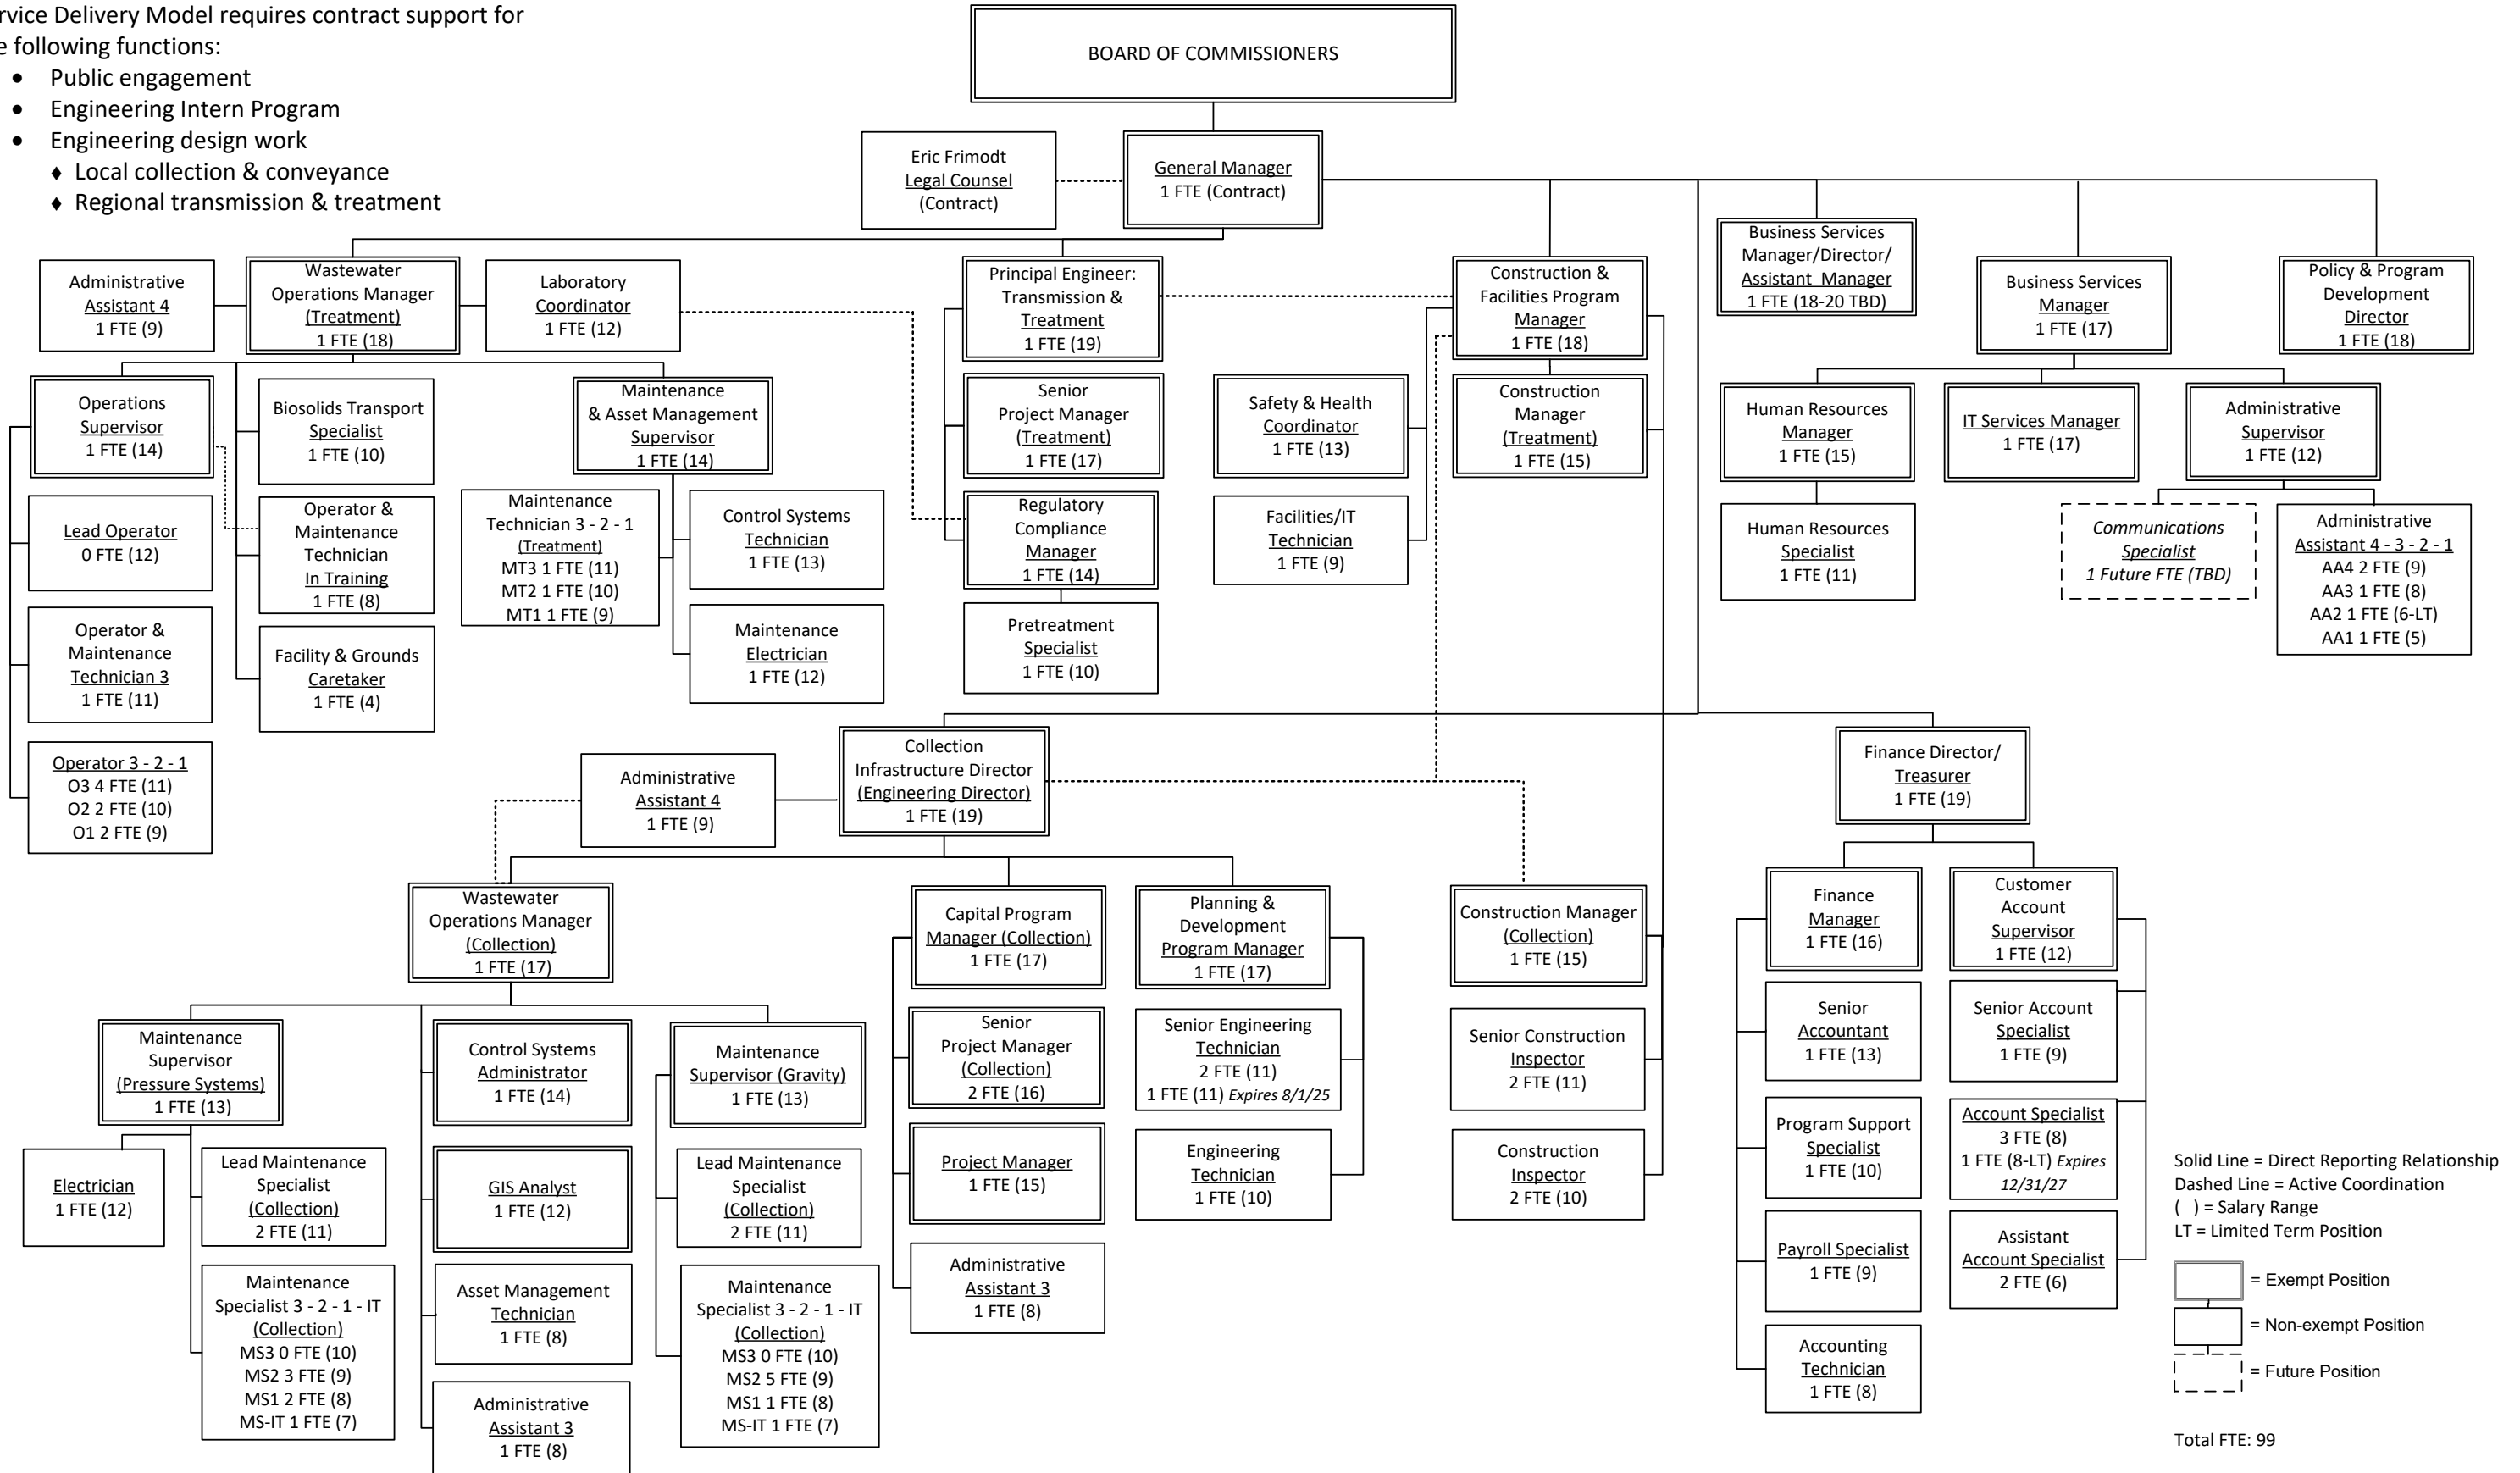 rvice Delivery Model requires contract support for
e following functions:
• Public engagement
• Engineering Intern Program
• Engineering design work
♦ Local collection & conveyance
♦ Regional transmission & treatment
BOARD OF COMMISSIONERS
Eric Frimodt
Legal Counsel
(Contract)
General Manager
1 FTE (Contract)
Administrative
Assistant 4
1 FTE (9)
Wastewater
Operations Manager
(Treatment)
1 FTE (18)
Laboratory
Coordinator
1 FTE (12)
Principal Engineer:
Transmission &
Treatment
1 FTE (19)
Construction &
Facilities Program
Manager
1 FTE (18)
Business Services
Manager/Director/
Assistant Manager
1 FTE (18-20 TBD)
Business Services
Manager
1 FTE (17)
Policy & Program
Development
Director
1 FTE (18)
Operations
Supervisor
1 FTE (14)
Biosolids Transport
Specialist
1 FTE (10)
Maintenance
& Asset Management
Supervisor
1 FTE (14)
Senior
Project Manager
(Treatment)
1 FTE (17)
Safety & Health
Coordinator
1 FTE (13)
Construction
Manager
(Treatment)
1 FTE (15)
Human Resources
Manager
1 FTE (15)
IT Services Manager
1 FTE (17)
Administrative
Supervisor
1 FTE (12)
Lead Operator
0 FTE (12)
Operator &
Maintenance
Technician
In Training
1 FTE (8)
Maintenance
Technician 3 - 2 - 1
(Treatment)
MT3 1 FTE (11)
MT2 1 FTE (10)
MT1 1 FTE (9)
Control Systems
Technician
1 FTE (13)
Regulatory
Compliance
Manager
1 FTE (14)
Facilities/IT
Technician
1 FTE (9)
Human Resources
Specialist
1 FTE (11)
Communications
Specialist
1 Future FTE (TBD)
Administrative
Assistant 4 - 3 - 2 - 1
AA4 2 FTE (9)
AA3 1 FTE (8)
AA2 1 FTE (6-LT)
AA1 1 FTE (5)
Operator &
Maintenance
Technician 3
1 FTE (11)
Facility & Grounds
Caretaker
1 FTE (4)
Maintenance
Electrician
1 FTE (12)
Pretreatment
Specialist
1 FTE (10)
Operator 3 - 2 - 1
O3 4 FTE (11)
O2 2 FTE (10)
O1 2 FTE (9)
Administrative
Assistant 4
1 FTE (9)
Collection
Infrastructure Director
(Engineering Director)
1 FTE (19)
Finance Director/
Treasurer
1 FTE (19)
Wastewater
Operations Manager
(Collection)
1 FTE (17)
Capital Program
Manager (Collection)
1 FTE (17)
Planning &
Development
Program Manager
1 FTE (17)
Construction Manager
(Collection)
1 FTE (15)
Finance
Manager
1 FTE (16)
Customer
Account
Supervisor
1 FTE (12)
Maintenance
Supervisor
(Pressure Systems)
1 FTE (13)
Control Systems
Administrator
1 FTE (14)
Maintenance
Supervisor (Gravity)
1 FTE (13)
Senior
Project Manager
(Collection)
2 FTE (16)
Senior Engineering
Technician
2 FTE (11)
1 FTE (11) Expires 8/1/25
Senior Construction
Inspector
2 FTE (11)
Senior
Accountant
1 FTE (13)
Senior Account
Specialist
1 FTE (9)
Electrician
1 FTE (12)
Lead Maintenance
Specialist
(Collection)
2 FTE (11)
GIS Analyst
1 FTE (12)
Lead Maintenance
Specialist
(Collection)
2 FTE (11)
Project Manager
1 FTE (15)
Engineering
Technician
1 FTE (10)
Construction
Inspector
2 FTE (10)
Program Support
Specialist
1 FTE (10)
Account Specialist
3 FTE (8)
1 FTE (8-LT) Expires
12/31/27
Maintenance
Specialist 3 - 2 - 1 - IT
(Collection)
MS3 0 FTE (10)
MS2 3 FTE (9)
MS1 2 FTE (8)
MS-IT 1 FTE (7)
Asset Management
Technician
1 FTE (8)
Maintenance
Specialist 3 - 2 - 1 - IT
(Collection)
MS3 0 FTE (10)
MS2 5 FTE (9)
MS1 1 FTE (8)
MS-IT 1 FTE (7)
Administrative
Assistant 3
1 FTE (8)
Payroll Specialist
1 FTE (9)
Assistant
Account Specialist
2 FTE (6)
Administrative
Assistant 3
1 FTE (8)
Accounting
Technician
1 FTE (8)
Solid Line = Direct Reporting Relationship
Dashed Line = Active Coordination
( ) = Salary Range
LT = Limited Term Position
= Exempt Position
= Non-exempt Position
= Future Position
Total FTE: 99